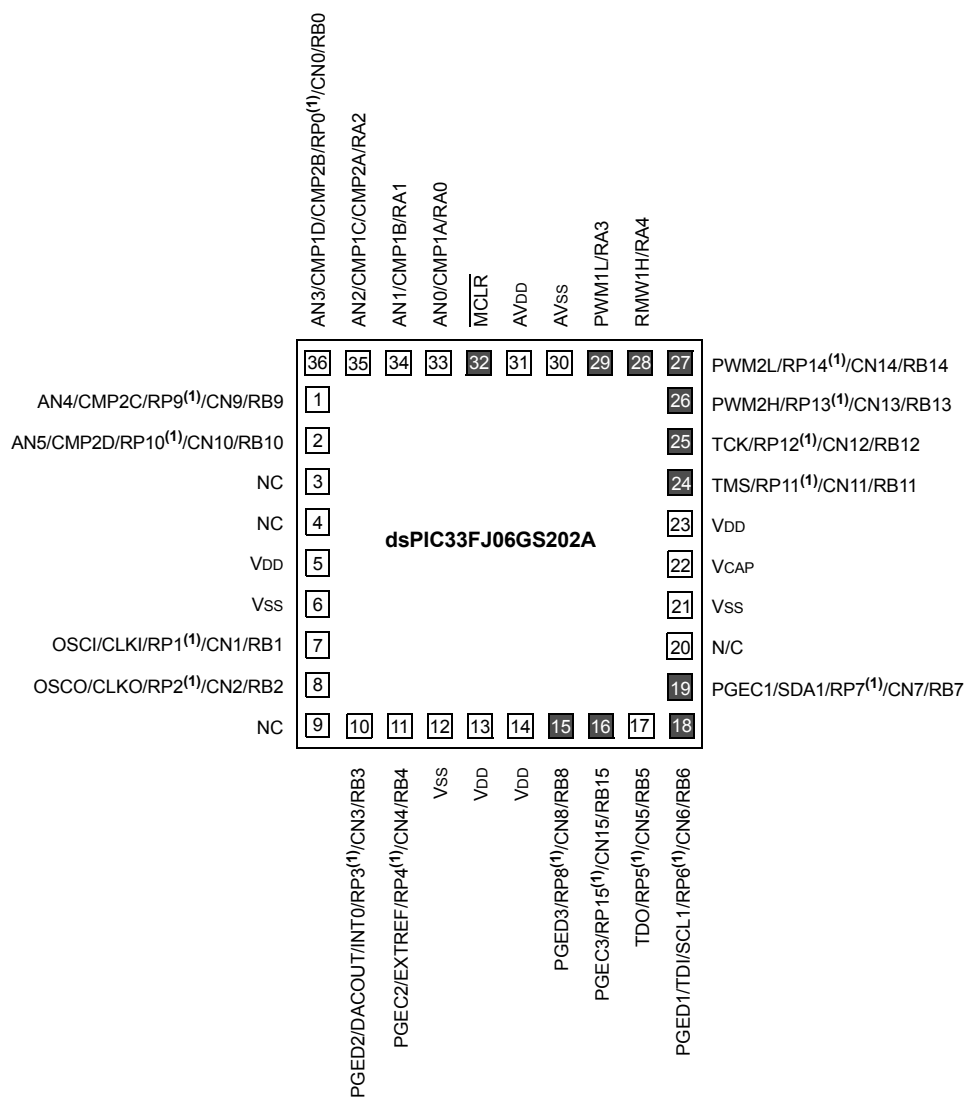 AN3/CMP1D/CMP2B/RP0(1)/CN0/RB0
AN2/CMP1C/CMP2A/RA2
AN1/CMP1B/RA1
AN0/CMP1A/RA0
MCLR
AVDD
AVSS
PWM1L/RA3
RMW1H/RA4
36 35 34 33 32 31 30 29 28 27
PWM2L/RP14(1)/CN14/RB14
AN4/CMP2C/RP9(1)/CN9/RB9 1
26 PWM2H/RP13(1)/CN13/RB13
AN5/CMP2D/RP10(1)/CN10/RB10 2
25 TCK/RP12(1)/CN12/RB12
NC 3
24 TMS/RP11(1)/CN11/RB11
NC 4
dsPIC33FJ06GS202A
23 VDD
VDD 5
22 VCAP
VSS 6
21 VSS
OSCI/CLKI/RP1(1)/CN1/RB1 7
20 N/C
OSCO/CLKO/RP2(1)/CN2/RB2 8
19 PGEC1/SDA1/RP7(1)/CN7/RB7
NC 9 10 11 12 13 14 15 16 17 18
PGED2/DACOUT/INT0/RP3(1)/CN3/RB3
PGEC2/EXTREF/RP4(1)/CN4/RB4
VSS
VDD
VDD
PGED3/RP8(1)/CN8/RB8
PGEC3/RP15(1)/CN15/RB15
TDO/RP5(1)/CN5/RB5
PGED1/TDI/SCL1/RP6(1)/CN6/RB6